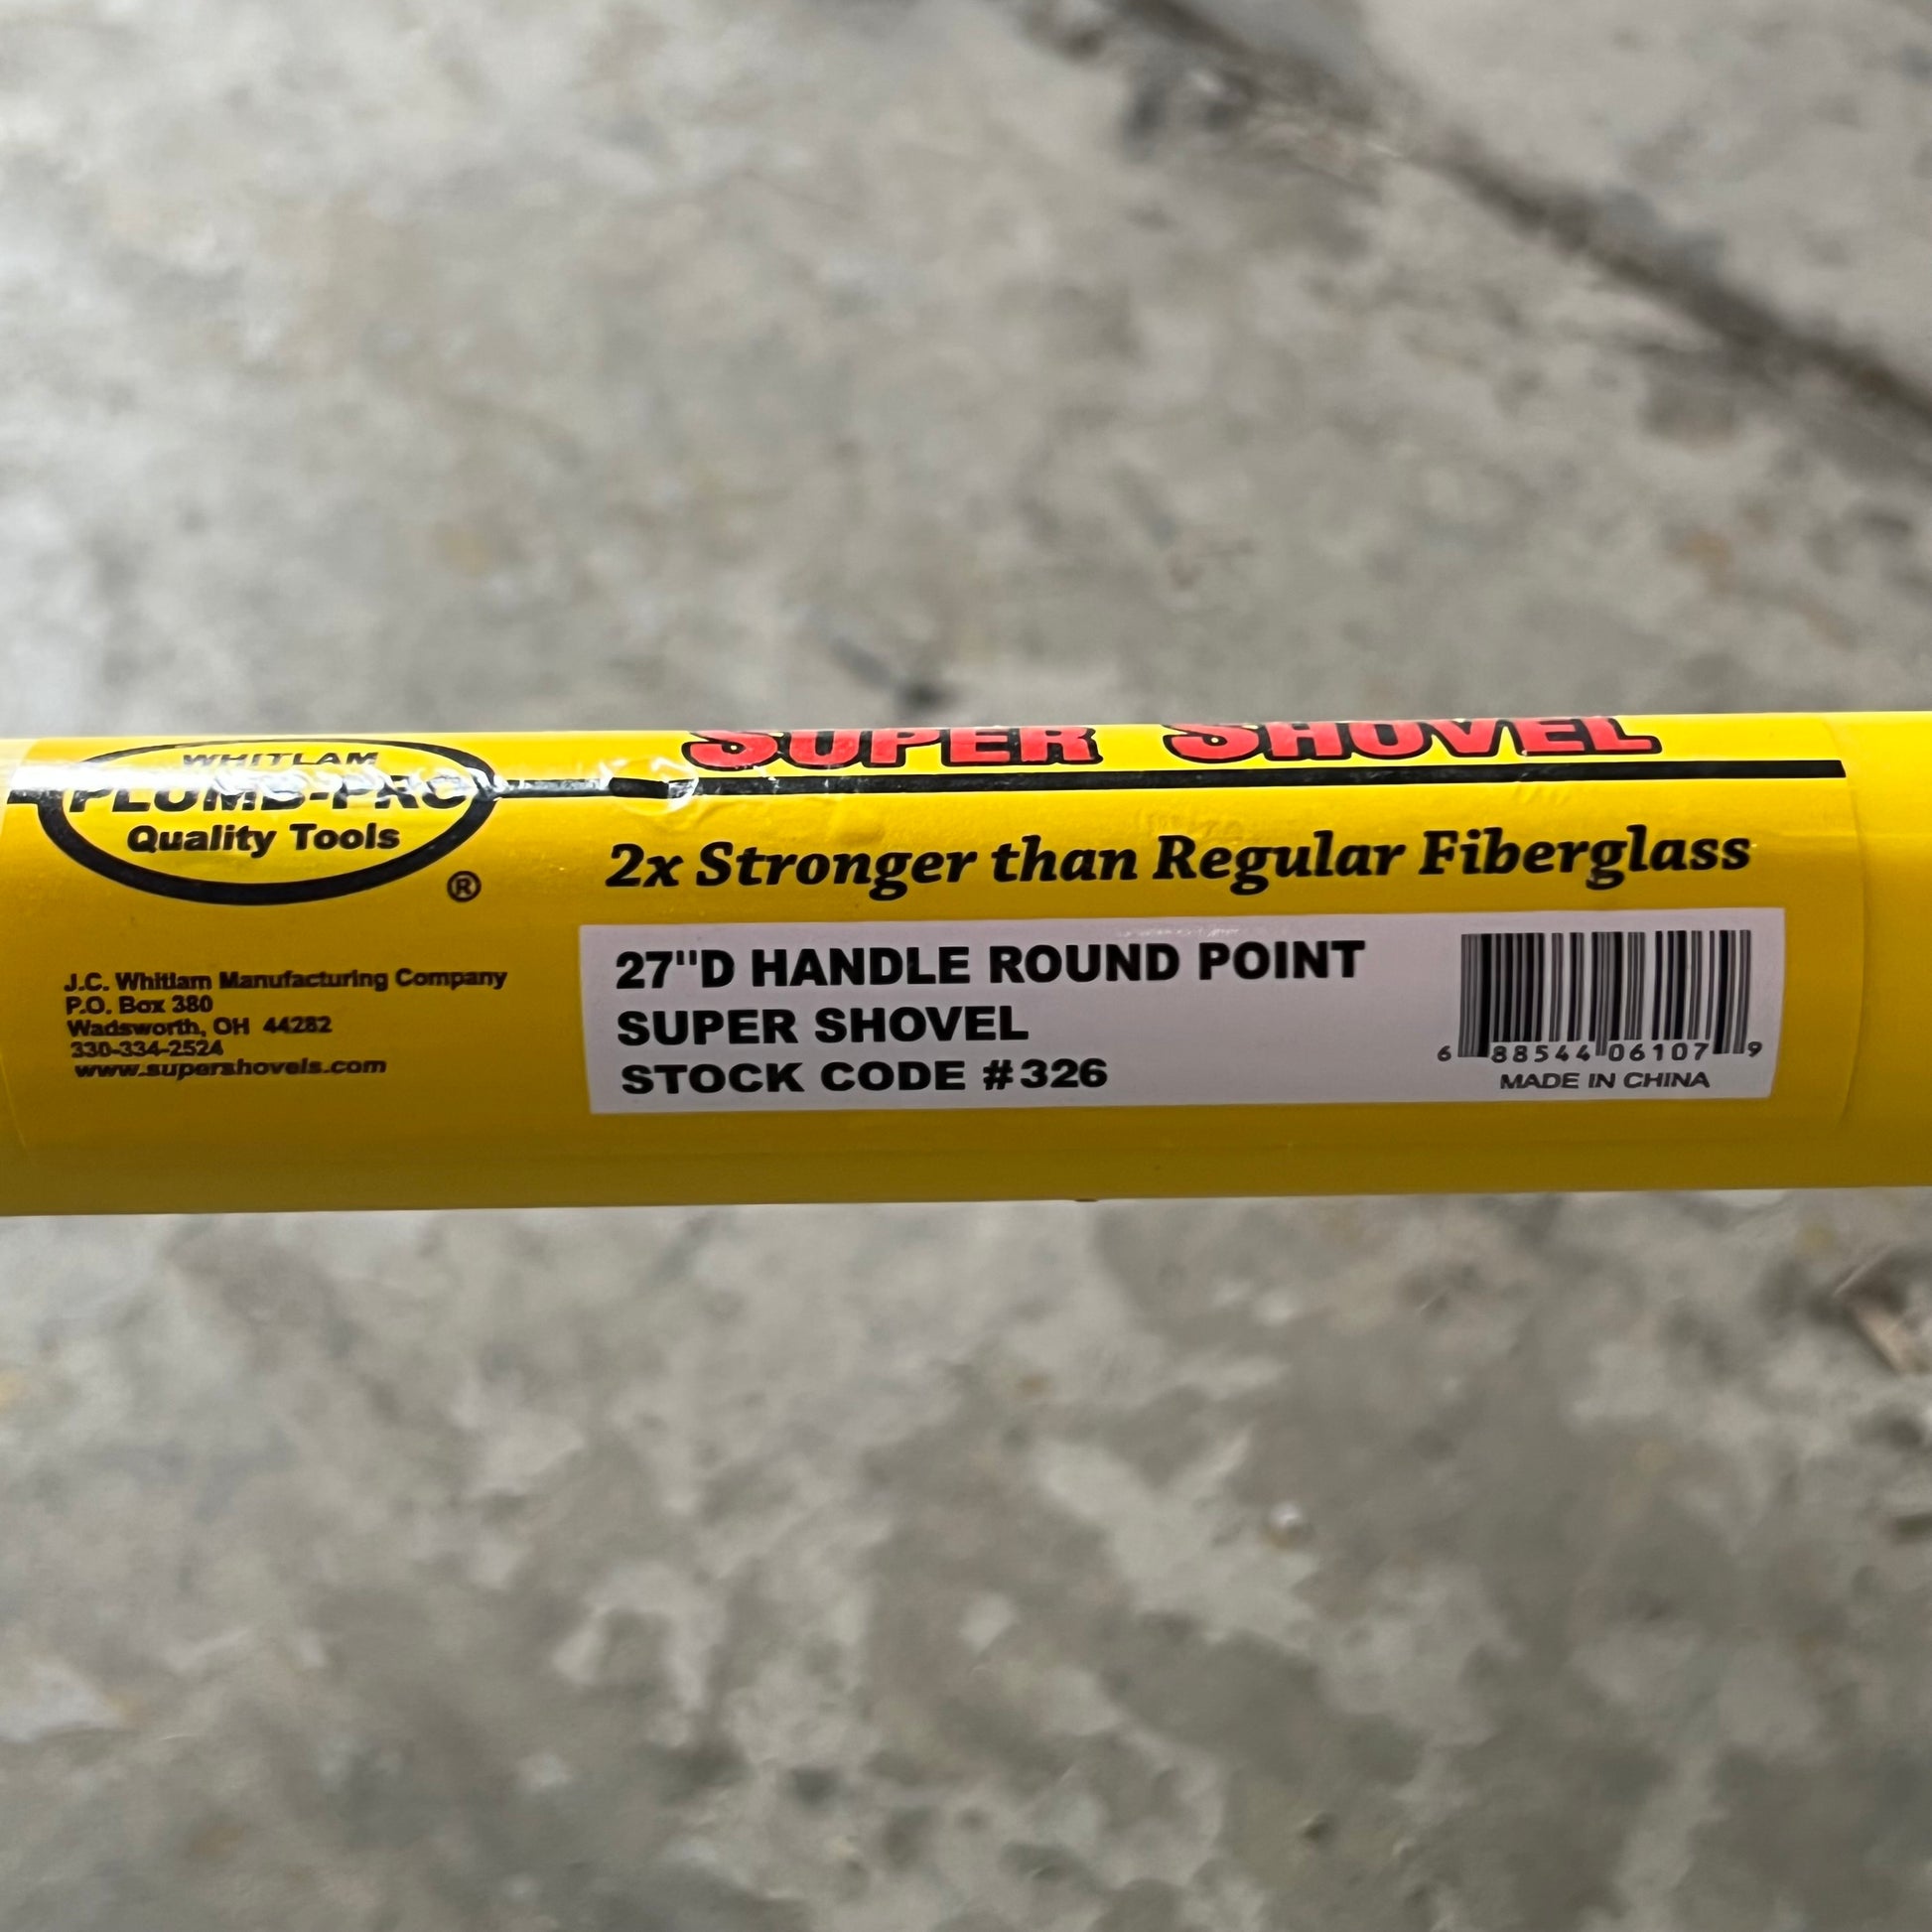 WHITLAM
PLUMB-PRO
Quality Tools
®
J.C. Whitlam Manufacturing Company
P.O. Box 380
Wadsworth, OH 44282
330-334-2524
www.supershovels.com
SUPER SHOVEL
2x Stronger than Regular Fiberglass
27"D HANDLE ROUND POINT
SUPER SHOVEL
STOCK CODE #326
6 88544 06107 9
MADE IN CHINA